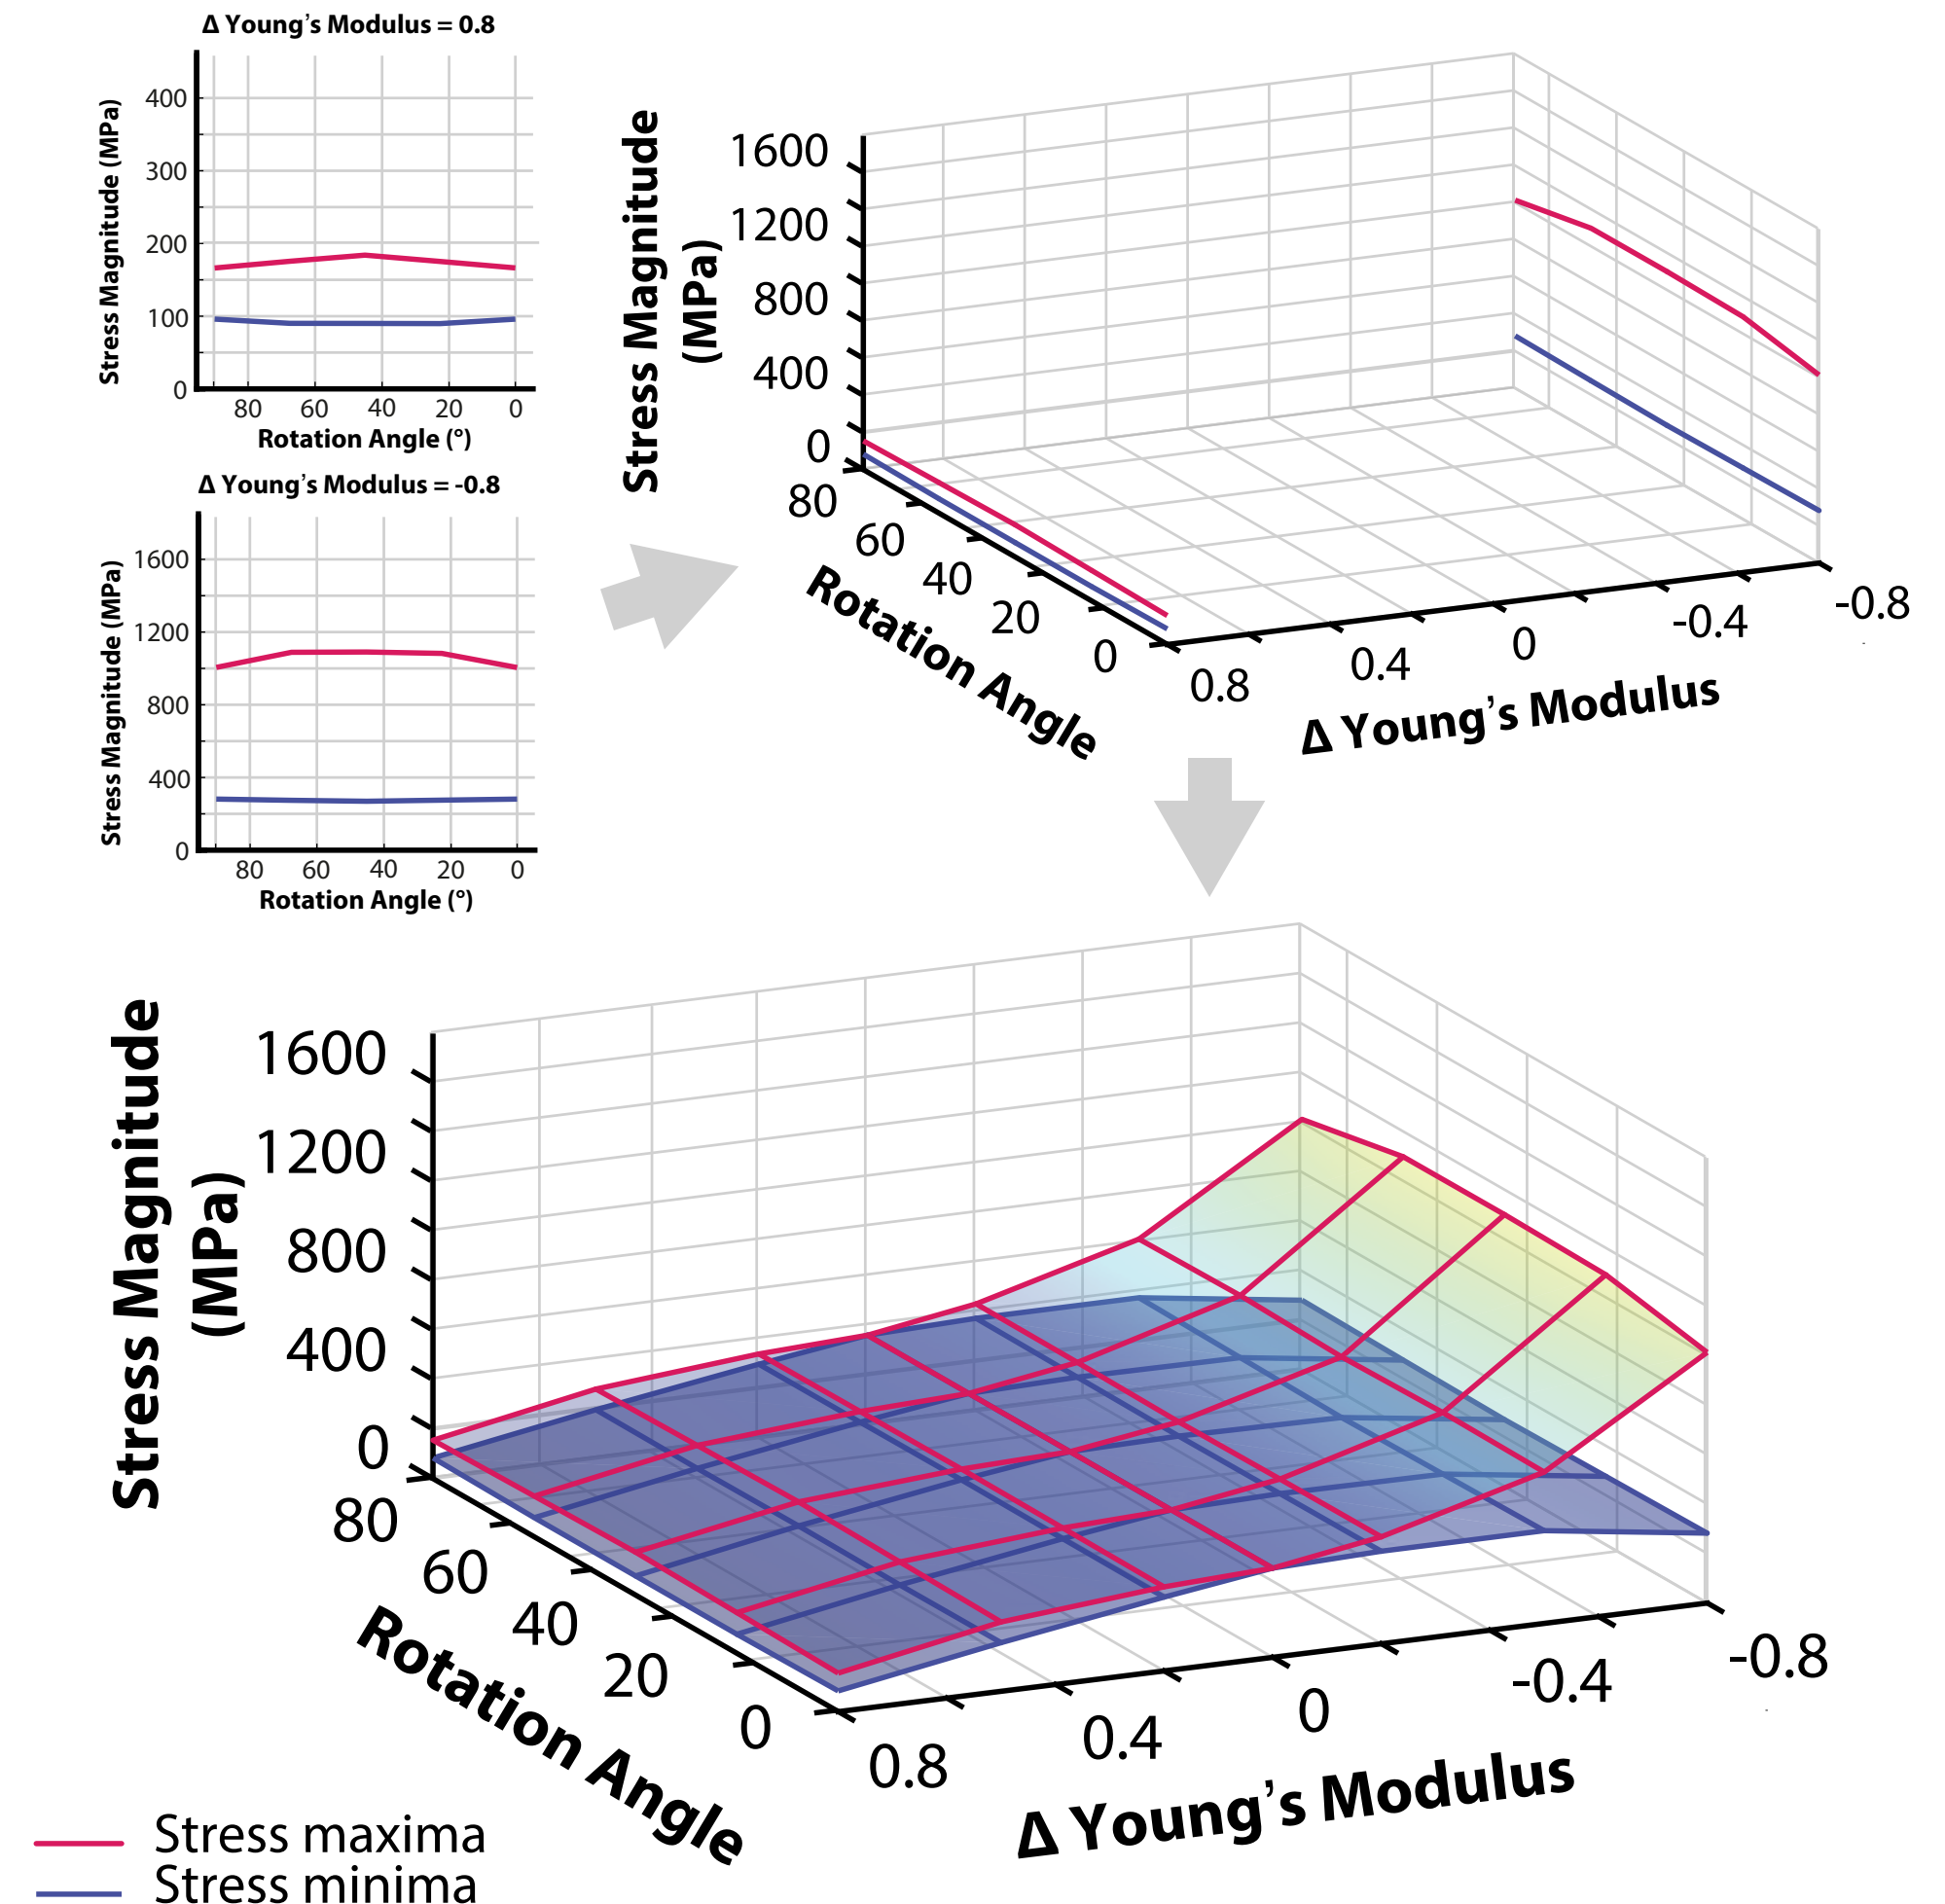 Δ Young’s Modulus = 0.8
Stress Magnitude (MPa)
400
300
200
100
0
80 60 40 20 0
Rotation Angle (°)
Δ Young’s Modulus = -0.8
Stress Magnitude (MPa)
1600
1200
800
400
0
80 60 40 20 0
Rotation Angle (°)
Stress Magnitude
(MPa)
1600
1200
800
400
0
80
60
40
20
0
Rotation Angle
0.8
0.4
0
-0.4
-0.8
Δ Young’s Modulus
Stress Magnitude
(MPa)
1600
1200
800
400
0
80
60
40
20
0
Rotation Angle
0.8
0.4
0
-0.4
-0.8
Δ Young’s Modulus
Stress maxima
Stress minima